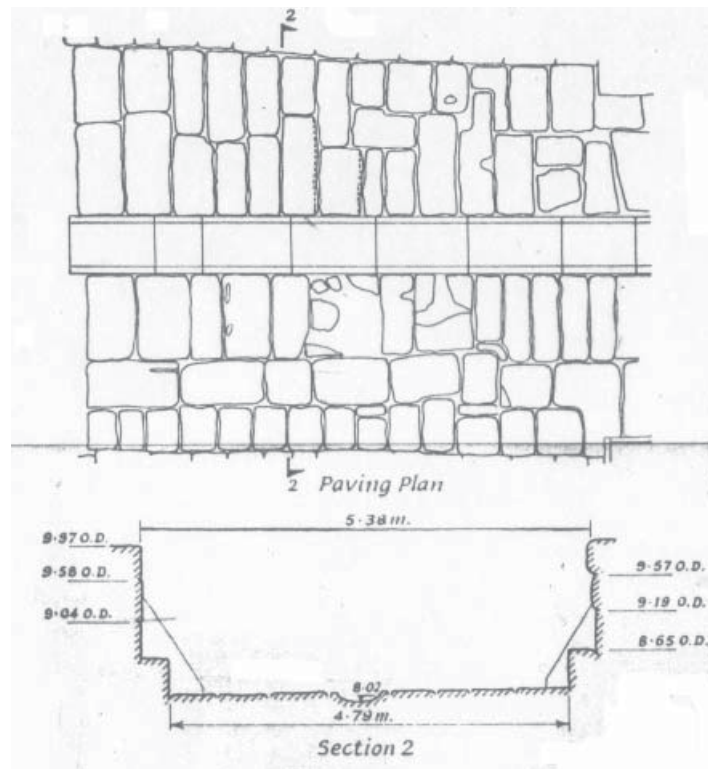 2
2 Paving Plan
5·38 m.
9·97 O.D.
9·58 O.D.
9·57 O.D.
9·04 O.D.
9·19 O.D.
8·65 O.D.
8·02
4·79 m.
Section 2